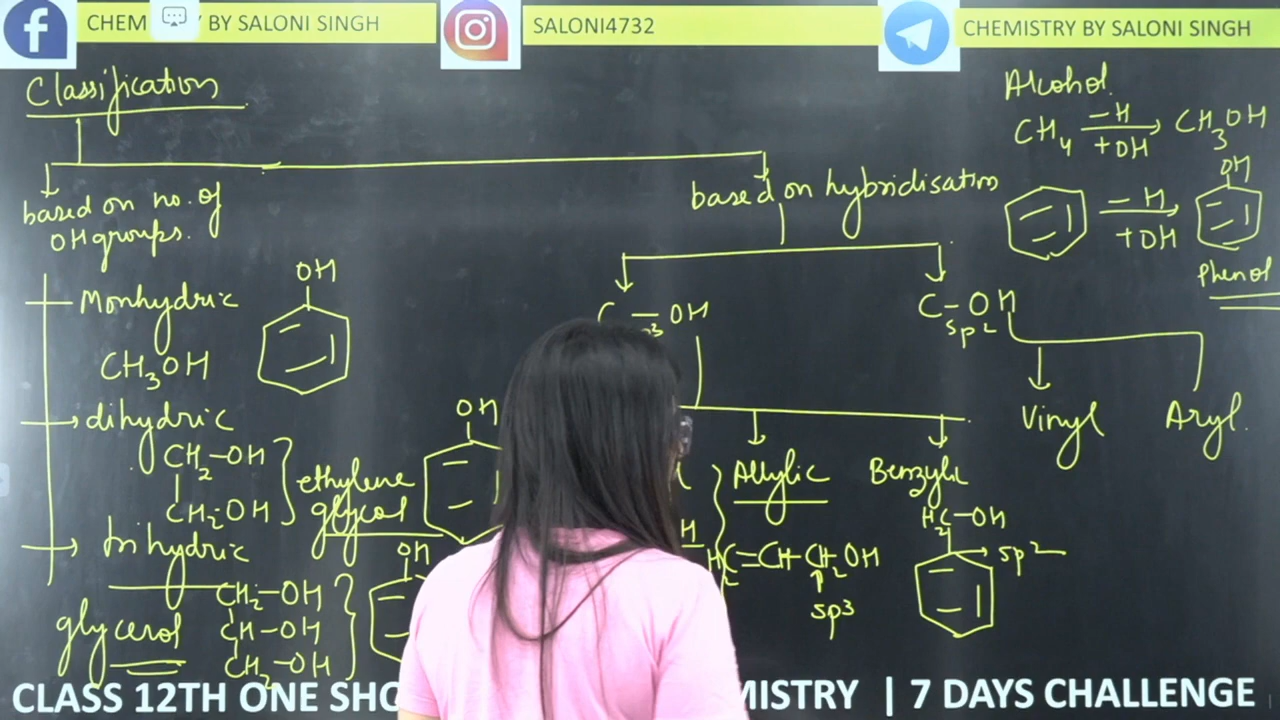 CHEM
Y BY SALONI SINGH
SALONI4732
CHEMISTRY BY SALONI SINGH
Classification
based on no. of
OH groups.
Monhydric
OH
CH3OH
dihydric
CH2-OH
CH2-OH
ethylene
glycol
OH
trihydric
glycerol
CH2-OH
CH-OH
CH2-OH
OH
based on hybridisation
C - OH
C-OH
sp2
Vinyl
Aryl.
Allylic
H2C=CH-CH2OH
sp3
Benzylic
H2C-OH
sp2
Alcohol.
CH4 -H +OH → CH3OH
-H
+OH
OH
Phenol
CLASS 12TH ONE SHO
MISTRY | 7 DAYS CHALLENGE